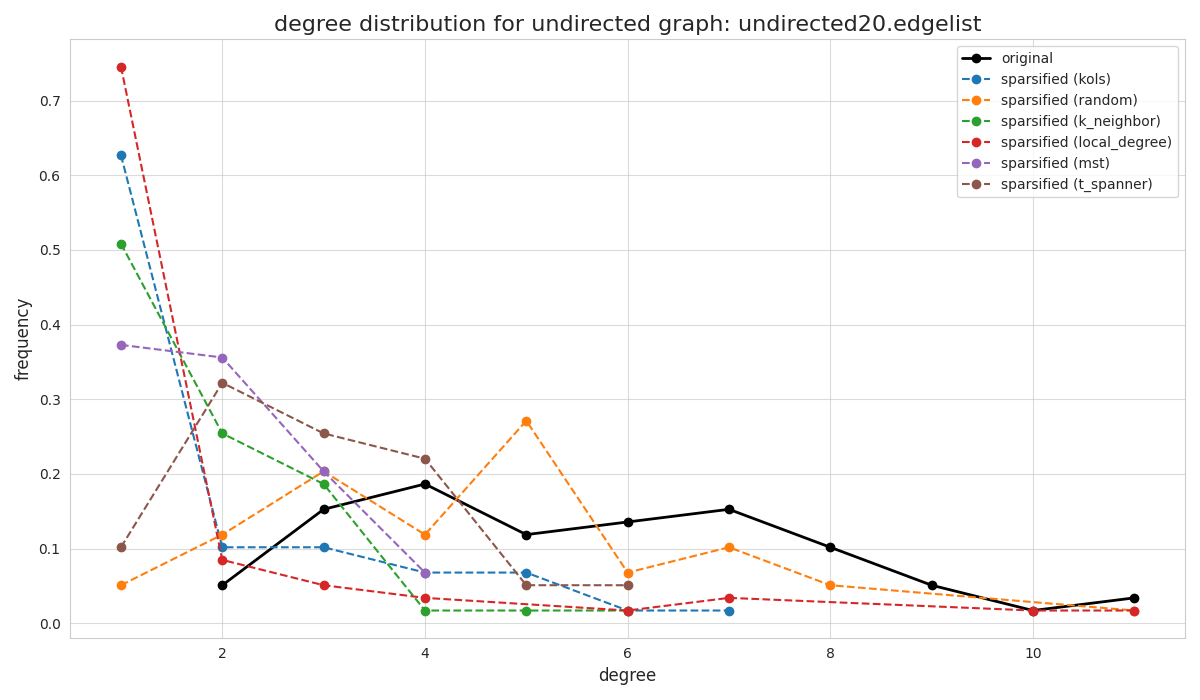 degree distribution for undirected graph: undirected20.edgelist
original
sparsified (kols)
sparsified (random)
sparsified (k_neighbor)
sparsified (local_degree)
sparsified (mst)
sparsified (t_spanner)
frequency
0.7
0.6
0.5
0.4
0.3
0.2
0.1
0.0
2
4
6
8
10
degree